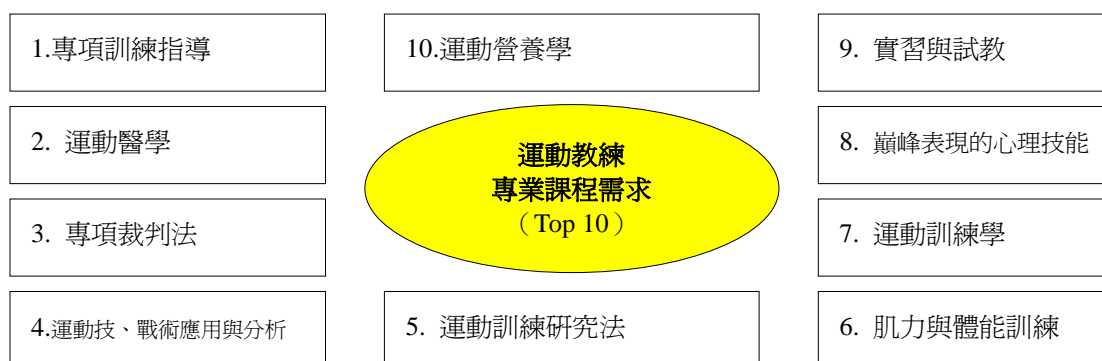 1.專項訓練指導
10.運動營養學
9. 實習與試教
2. 運動醫學
運動教練
專業課程需求
（Top 10）
8. 巔峰表現的心理技能
3. 專項裁判法
7. 運動訓練學
4.運動技、戰術應用與分析
5. 運動訓練研究法
6. 肌力與體能訓練